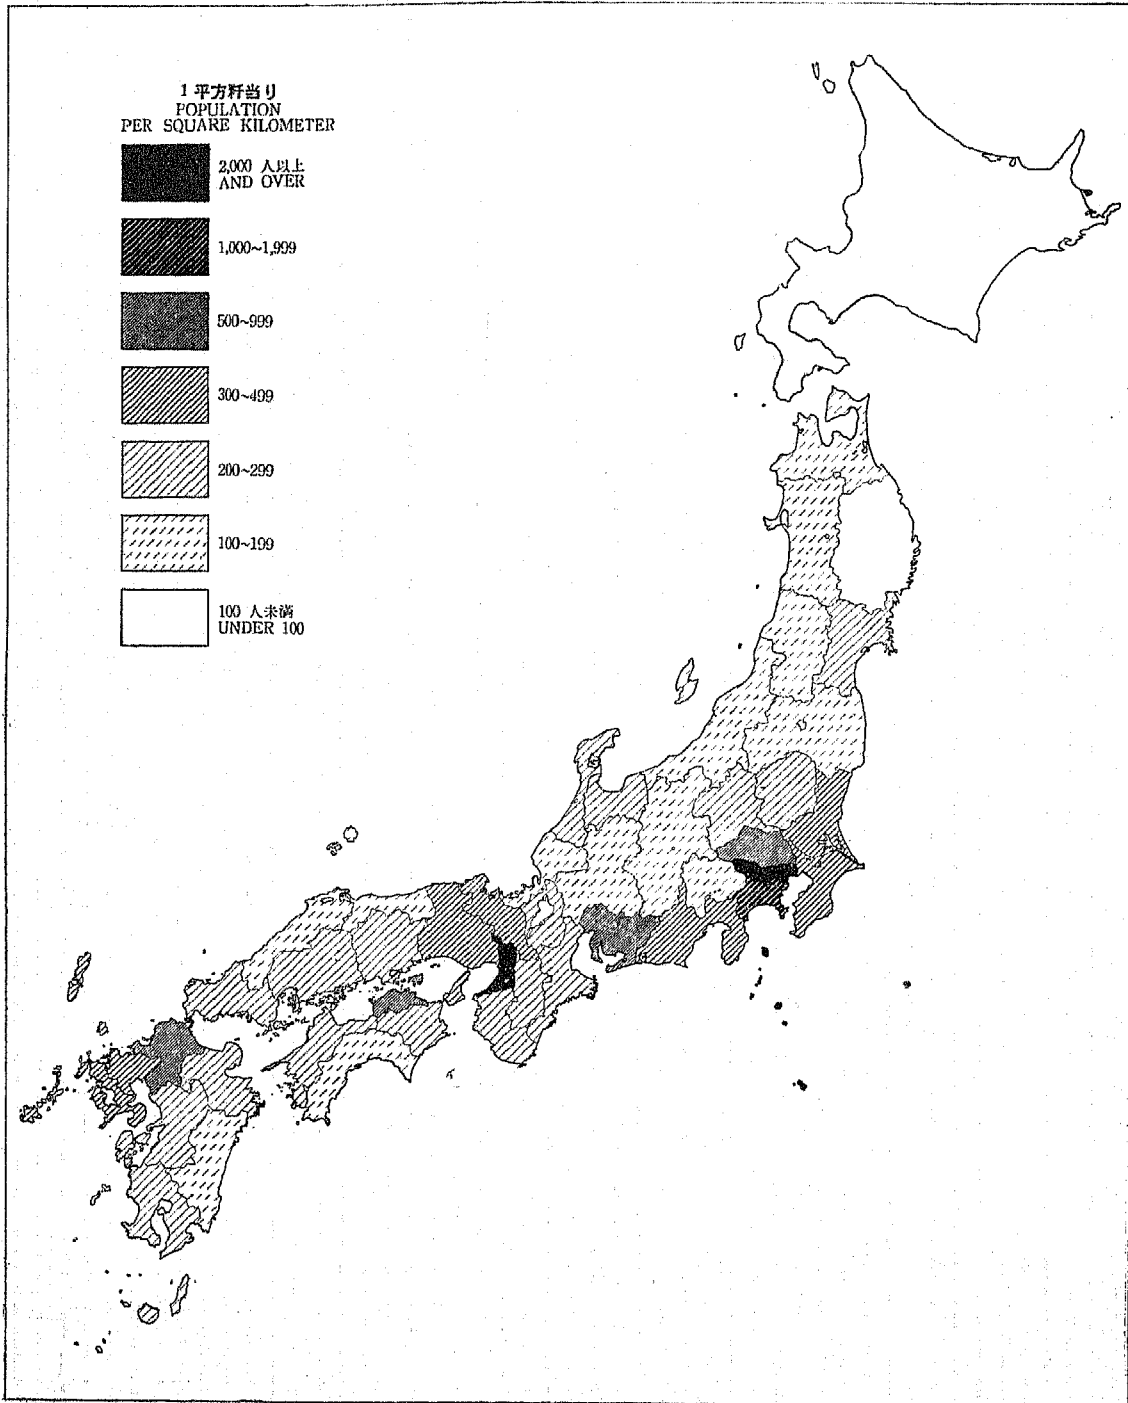 1 平方粁当り
POPULATION
PER SQUARE KILOMETER
2,000 人以上
AND OVER
1,000~1,999
500~999
300~499
200~299
100~199
100 人未満
UNDER 100